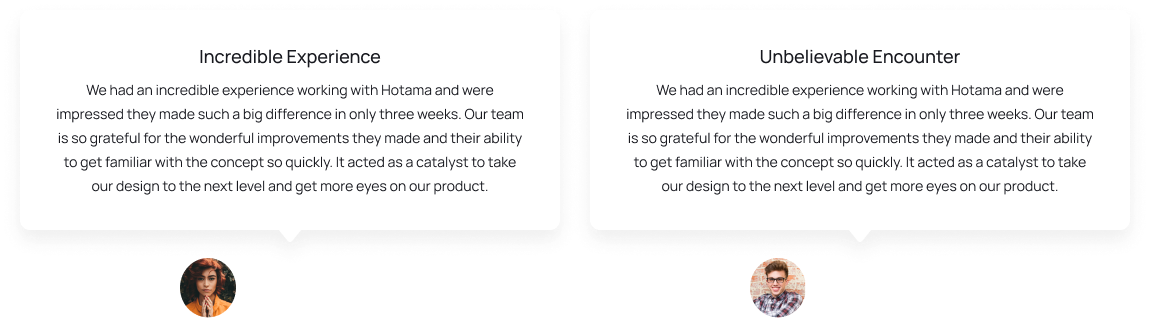 Incredible Experience
We had an incredible experience working with Hotama and were
impressed they made such a big difference in only three weeks. Our team
is so grateful for the wonderful improvements they made and their ability
to get familiar with the concept so quickly. It acted as a catalyst to take
our design to the next level and get more eyes on our product.
Unbelievable Encounter
We had an incredible experience working with Hotama and were
impressed they made such a big difference in only three weeks. Our team
is so grateful for the wonderful improvements they made and their ability
to get familiar with the concept so quickly. It acted as a catalyst to take
our design to the next level and get more eyes on our product.